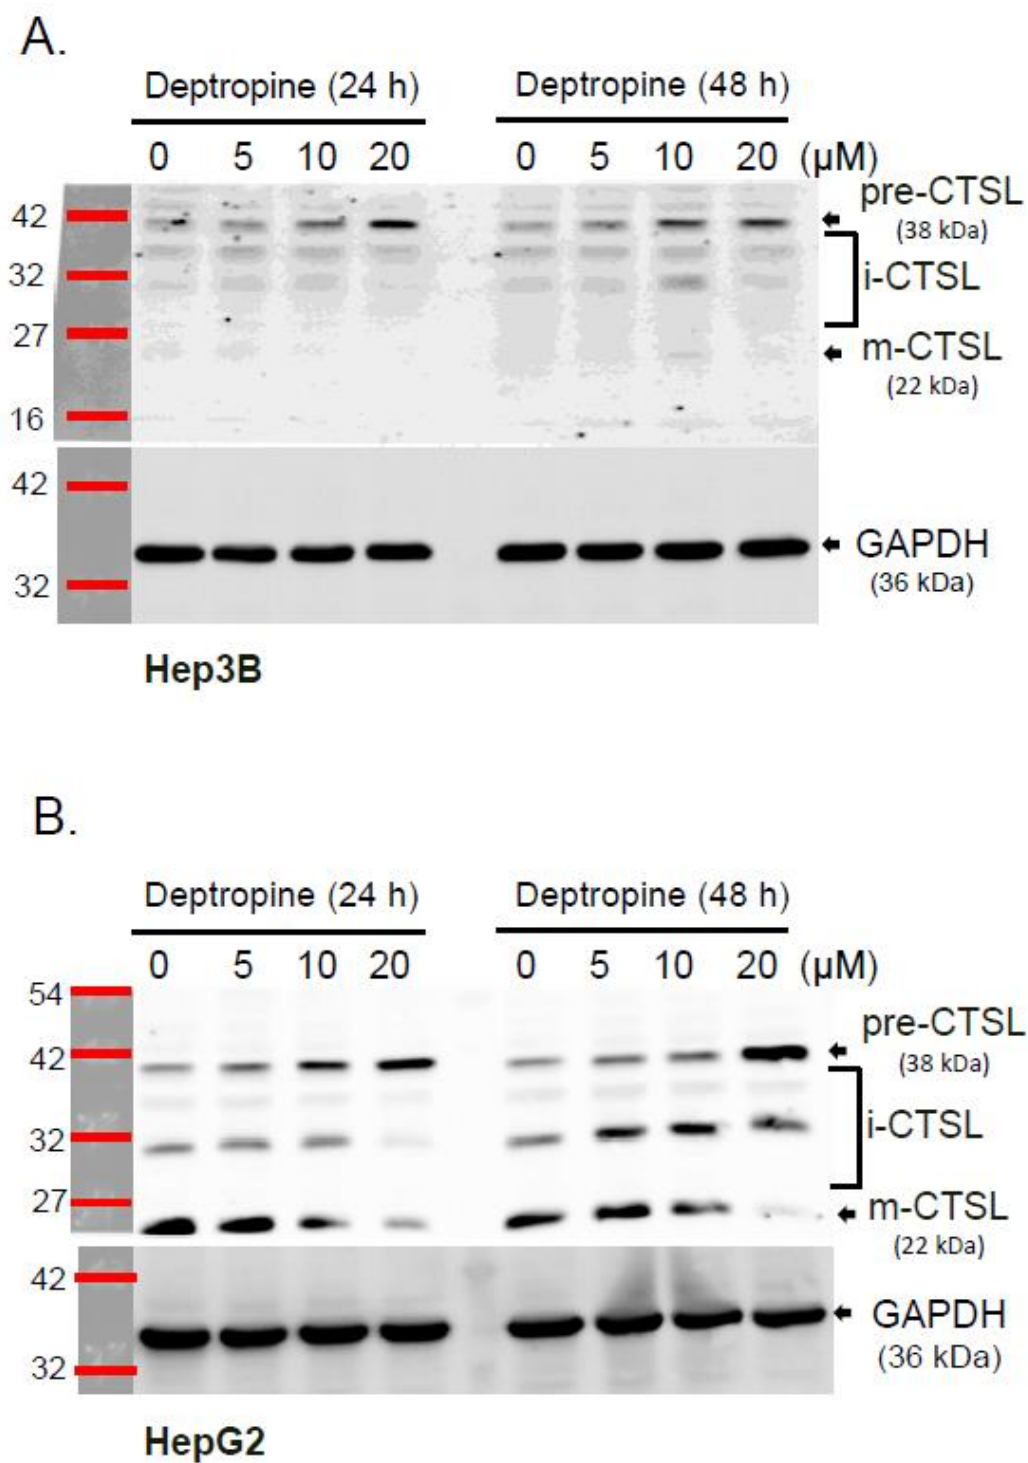 A.
Deptropine (24 h) Deptropine (48 h)
0 5 10 20 0 5 10 20 (μM)
pre-CTSL
42
(38 kDa)
32
i-CTSL
27
m-CTSL
(22 kDa)
16
42
GAPDH
(36 kDa)
32
Hep3B
B.
Deptropine (24 h) Deptropine (48 h)
0 5 10 20 0 5 10 20 (μM)
54
pre-CTSL
42
(38 kDa)
i-CTSL
32
27
m-CTSL
(22 kDa)
42
GAPDH
(36 kDa)
32
HepG2